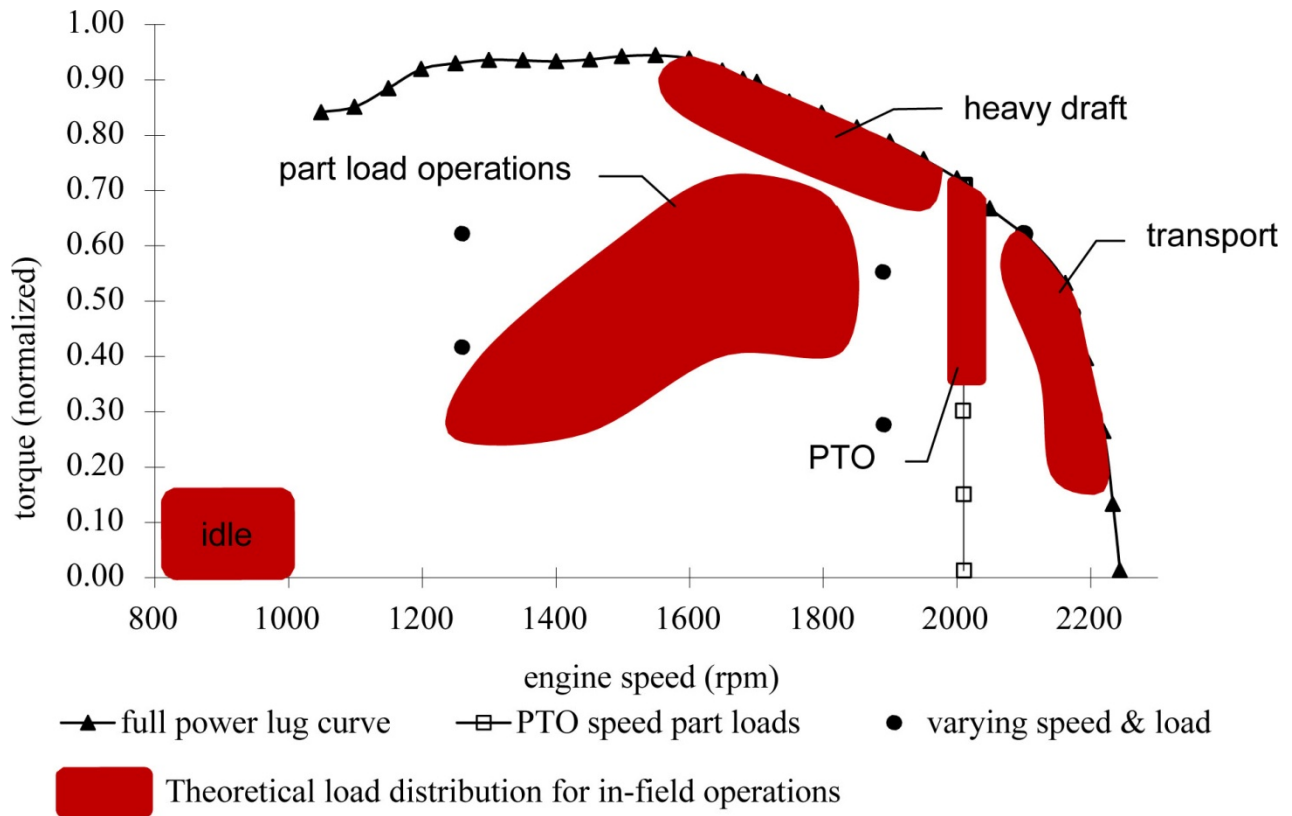 1.00
0.90
0.80
0.70
0.60
0.50
0.40
0.30
0.20
0.10
0.00
torque (normalized)
heavy draft
part load operations
transport
PTO
idle
800 1000 1200 1400 1600 1800 2000 2200
engine speed (rpm)
full power lug curve PTO speed part loads varying speed & load
Theoretical load distribution for in-field operations